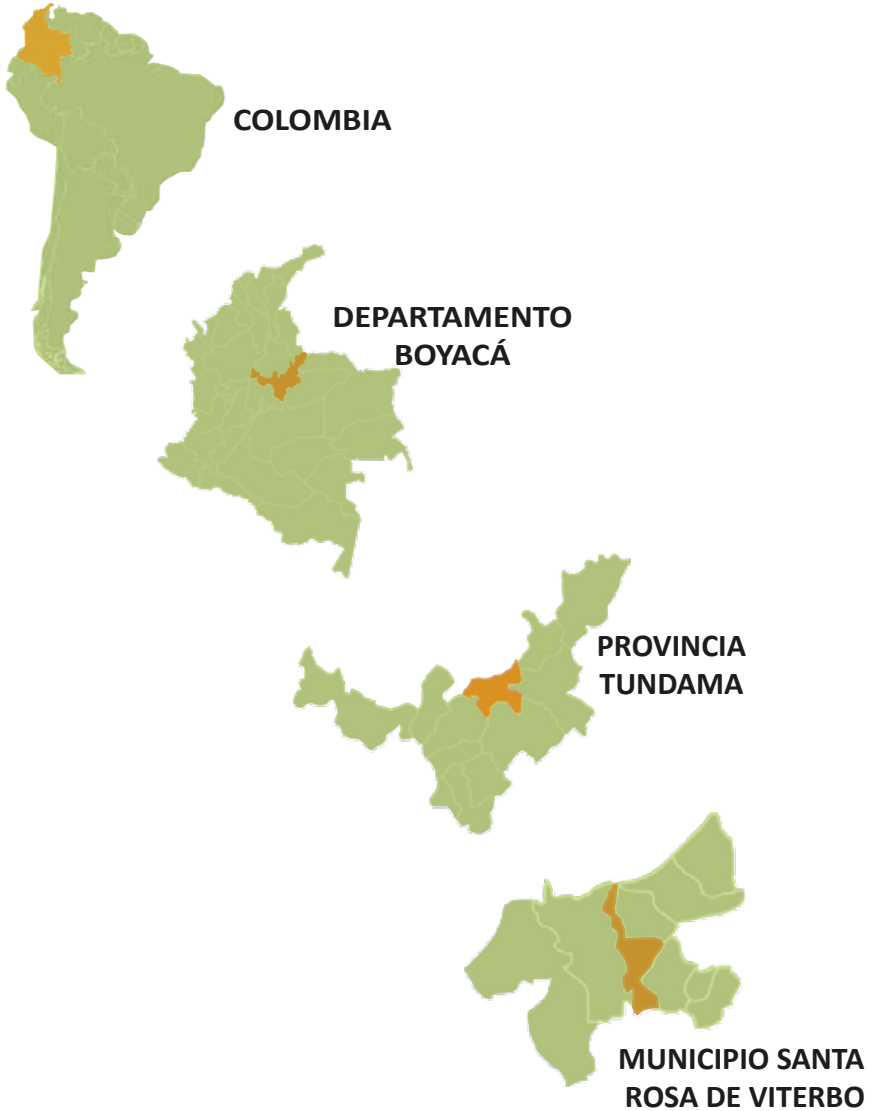 COLOMBIA
DEPARTAMENTO
BOYACÁ
PROVINCIA
TUNDAMA
MUNICIPIO SANTA
ROSA DE VITERBO